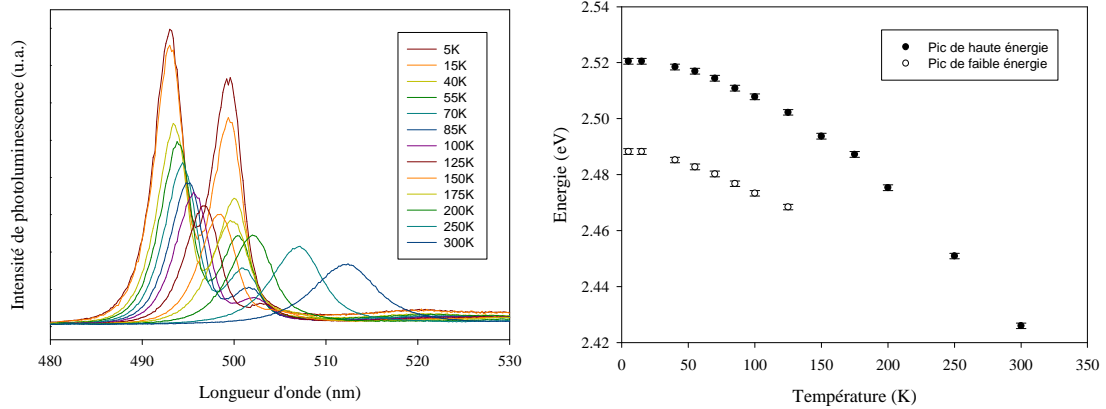 Intensité de photoluminescence (u.a.)
5K
15K
40K
55K
70K
85K
100K
125K
150K
175K
200K
250K
300K
480 490 500 510 520 530
Longueur d'onde (nm)
Energie (eV)
2.54
2.52
2.50
2.48
2.46
2.44
2.42
Pic de haute énergie
Pic de faible énergie
0 50 100 150 200 250 300 350
Température (K)